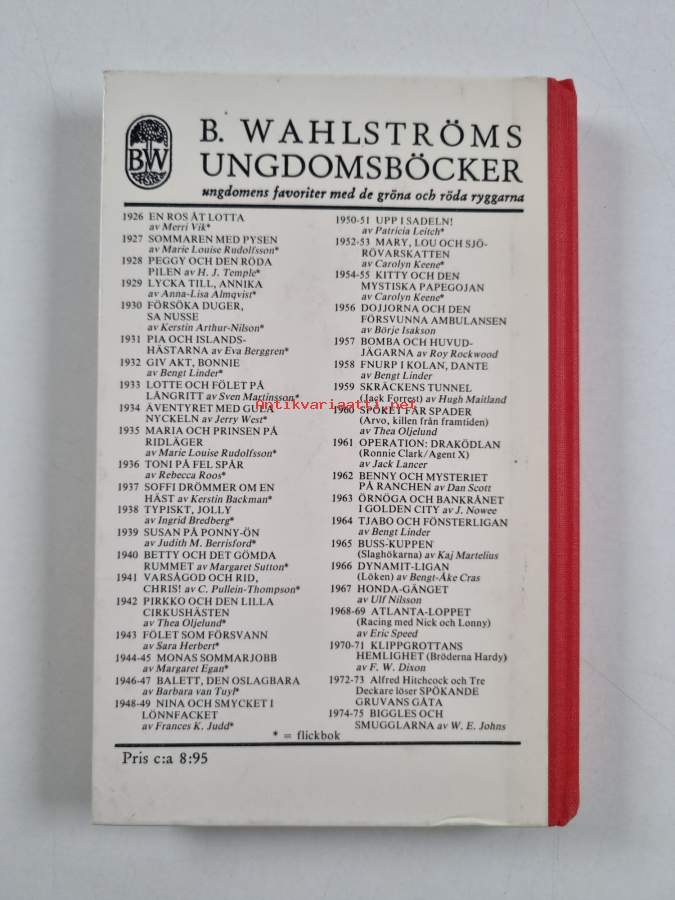 BW
B. WAHLSTRÖMS
UNGDOMSBÖCKER
ungdomens favoriter med de gröna och röda ryggarna
1926 EN ROS ÅT LOTTA
av Merri Vik*
1927 SOMMAREN MED PYSEN
av Marie Louise Rudolfsson*
1928 PEGGY OCH DEN RÖDA
PILEN av H. J. Temple*
1929 LYCKA TILL, ANNIKA
av Anna-Lisa Almqvist*
1930 FÖRSÖKA DUGER,
SA NUSSE
av Kerstin Arthur-Nilson*
1931 PIA OCH ISLANDS-
HÄSTARNA av Eva Berggren*
1932 GIV AKT, BONNIE
av Bengt Linder*
1933 LOTTE OCH FÖLET PÅ
LÅNGRITT av Sven Martinsson*
1934 ÄVENTYRET MED GULA
NYCKELN av Jerry West*
1935 MARIA OCH PRINSEN PÅ
RIDLÄGER
av Marie Louise Rudolfsson*
1936 TONI PÅ FEL SPÅR
av Rebecca Roos*
1937 SOFFI DRÖMMER OM EN
HÄST av Kerstin Backman*
1938 TYPISKT, JOLLY
av Ingrid Bredberg*
1939 SUSAN PÅ PONNY-ÖN
av Judith M. Berrisford*
1940 BETTY OCH DET GÖMDA
RUMMET av Margaret Sutton*
1941 VARSÅGOD OCH RID,
CHRIS! av C. Pullein-Thompson*
1942 PIRKKO OCH DEN LILLA
CIRKUSHÄSTEN
av Thea Oljelund*
1943 FÖLET SOM FÖRSVANN
av Sara Herbert*
1944-45 MONAS SOMMARJOBB
av Margaret Egan*
1946-47 BALETT, DEN OSLAGBARA
av Barbara van Tuyl*
1948-49 NINA OCH SMYCKET I
LÖNNFACKET
av Frances K. Judd*
1950-51 UPP I SADELN!
av Patricia Leitch*
1952-53 MARY, LOU OCH SJÖ-
RÖVARSKATTEN
av Carolyn Keene*
1954-55 KITTY OCH DEN
MYSTISKA PAPEGOJAN
av Carolyn Keene*
1956 DOJJORNA OCH DEN
FÖRSVUNNA AMBULANSEN
av Börje Isakson
1957 BOMBA OCH HUVUD-
JÄGARNA av Roy Rockwood
1958 FNURP I KOLAN, DANTE
av Bengt Linder
1959 SKRÄCKENS TUNNEL
(Jack Forrest) av Hugh Maitland
1960 SPÖKET FÅR SPADER
(Arvo, killen från framtiden)
av Thea Oljelund
1961 OPERATION: DRAKÖDLAN
(Ronnie Clark/Agent X)
av Jack Lancer
1962 BENNY OCH MYSTERIET
PÅ RANCHEN av Dan Scott
1963 ÖRNÖGA OCH BANKRÅNET
I GOLDEN CITY av J. Nowee
1964 TJABO OCH FÖNSTERLIGAN
av Bengt Linder
1965 BUSS-KUPPEN
(Slaghökarna) av Kaj Martelius
1966 DYNAMIT-LIGAN
(Löken) av Bengt-Åke Cras
1967 HONDA-GÄNGET
av Ulf Nilsson
1968-69 ATLANTA-LOPPET
(Racing med Nick och Lonny)
av Eric Speed
1970-71 KLIPPGROTTANS
HEMLIGHET (Bröderna Hardy)
av F. W. Dixon
1972-73 Alfred Hitchcock och Tre
Deckare löser SPÖKANDE
GRUVANS GÅTA
1974-75 BIGGLES OCH
SMUGGLARNA av W. E. Johns
* = flickbok
Pris c:a 8:95
Antikvariaatti.net